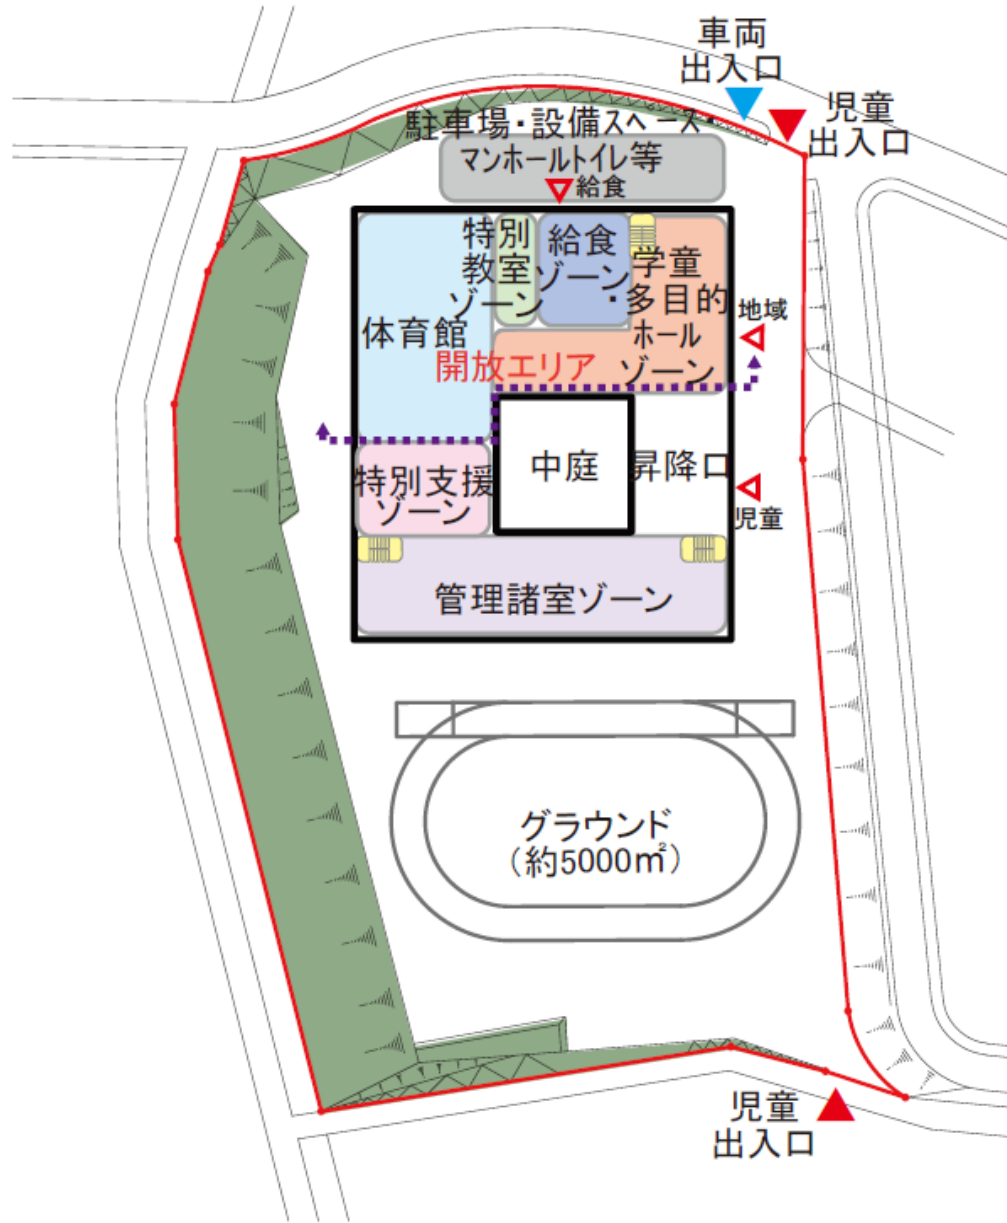 車両
出入口
児童
出入口
駐車場・設備スペース・
マンホールトイレ等
給食
特別
教室
ゾーン
給食
ゾーン
学童
・多目的
ホール
ゾーン
体育館
開放エリア
地域
特別支援
ゾーン
中庭
昇降口
児童
管理諸室ゾーン
グラウンド
(約5000㎡)
児童
出入口